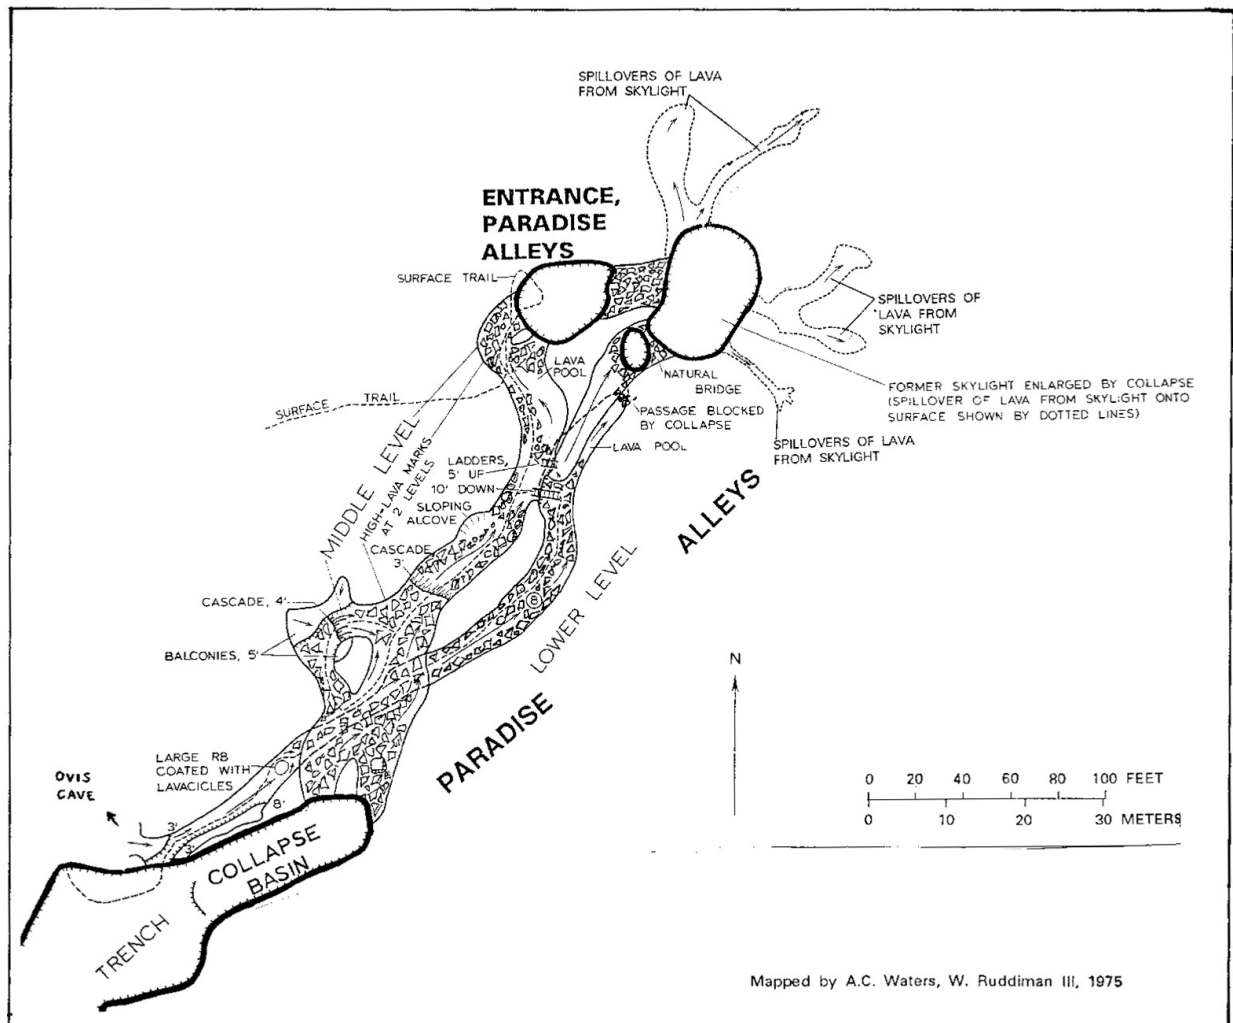 SPILLOVERS OF LAVA
FROM SKYLIGHT
ENTRANCE,
PARADISE
ALLEYS
SURFACE TRAIL
SPILLOVERS OF
LAVA FROM
SKYLIGHT
LAVA
POOL
NATURAL
BRIDGE
FORMER SKYLIGHT ENLARGED BY COLLAPSE
(SPILLOVER OF LAVA FROM SKYLIGHT ONTO
SURFACE SHOWN BY DOTTED LINES)
SURFACE TRAIL
PASSAGE BLOCKED
BY COLLAPSE
LAVA POOL
SPILLOVERS OF LAVA
FROM SKYLIGHT
MIDDLE LEVEL
HIGH-LAVA MARKS
AT 2 LEVELS
LADDERS,
5' UP
10' DOWN
SLOPING
ALCOVE
CASCADE
3'
PARADISE ALLEYS
LOWER LEVEL
8
CASCADE, 4'
BALCONIES, 5'
N
LARGE RB
COATED WITH
LAVACICLES
OVIS
CAVE
8'
3'
3'
COLLAPSE
BASIN
TRENCH
0 20 40 60 80 100 FEET
0 10 20 30 METERS
Mapped by A.C. Waters, W. Ruddiman III, 1975